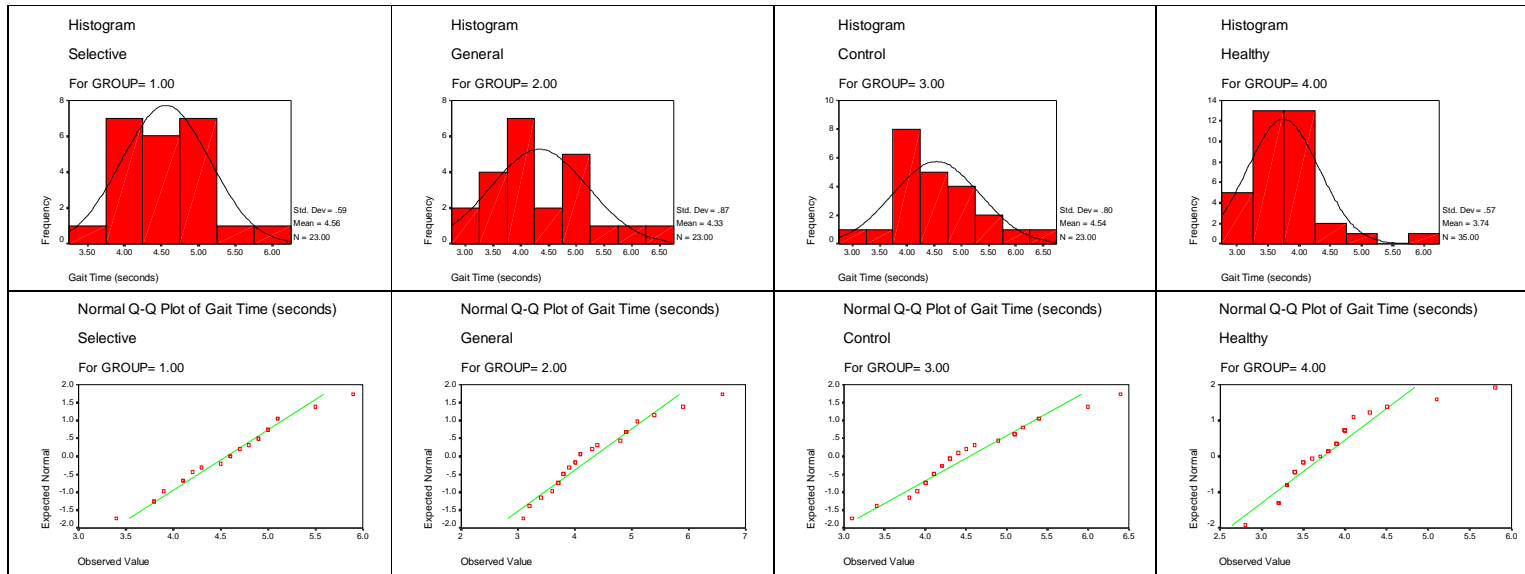 Histogram
Selective
For GROUP= 1.00
8
6
4
2
0
Frequency
3.50 4.00 4.50 5.00 5.50 6.00
Std. Dev = .59
Mean = 4.56
N = 23.00
Gait Time (seconds)
Histogram
General
For GROUP= 2.00
8
6
4
2
0
Frequency
3.00 3.50 4.00 4.50 5.00 5.50 6.00 6.50
Std. Dev = .87
Mean = 4.33
N = 23.00
Gait Time (seconds)
Histogram
Control
For GROUP= 3.00
10
8
6
4
2
0
Frequency
3.00 3.50 4.00 4.50 5.00 5.50 6.00 6.50
Std. Dev = .80
Mean = 4.54
N = 23.00
Gait Time (seconds)
Histogram
Healthy
For GROUP= 4.00
14
12
10
8
6
4
2
0
Frequency
3.00 3.50 4.00 4.50 5.00 5.50 6.00
Std. Dev = .57
Mean = 3.74
N = 35.00
Gait Time (seconds)
Normal Q-Q Plot of Gait Time (seconds)
Selective
For GROUP= 1.00
2.0
1.5
1.0
.5
0.0
-.5
-1.0
-1.5
-2.0
Expected Normal
3.0 3.5 4.0 4.5 5.0 5.5 6.0
Observed Value
Normal Q-Q Plot of Gait Time (seconds)
General
For GROUP= 2.00
2.0
1.5
1.0
.5
0.0
-.5
-1.0
-1.5
-2.0
Expected Normal
2 3 4 5 6 7
Observed Value
Normal Q-Q Plot of Gait Time (seconds)
Control
For GROUP= 3.00
2.0
1.5
1.0
.5
0.0
-.5
-1.0
-1.5
-2.0
Expected Normal
3.0 3.5 4.0 4.5 5.0 5.5 6.0 6.5
Observed Value
Normal Q-Q Plot of Gait Time (seconds)
Healthy
For GROUP= 4.00
2
1
0
-1
-2
Expected Normal
2.5 3.0 3.5 4.0 4.5 5.0 5.5 6.0
Observed Value